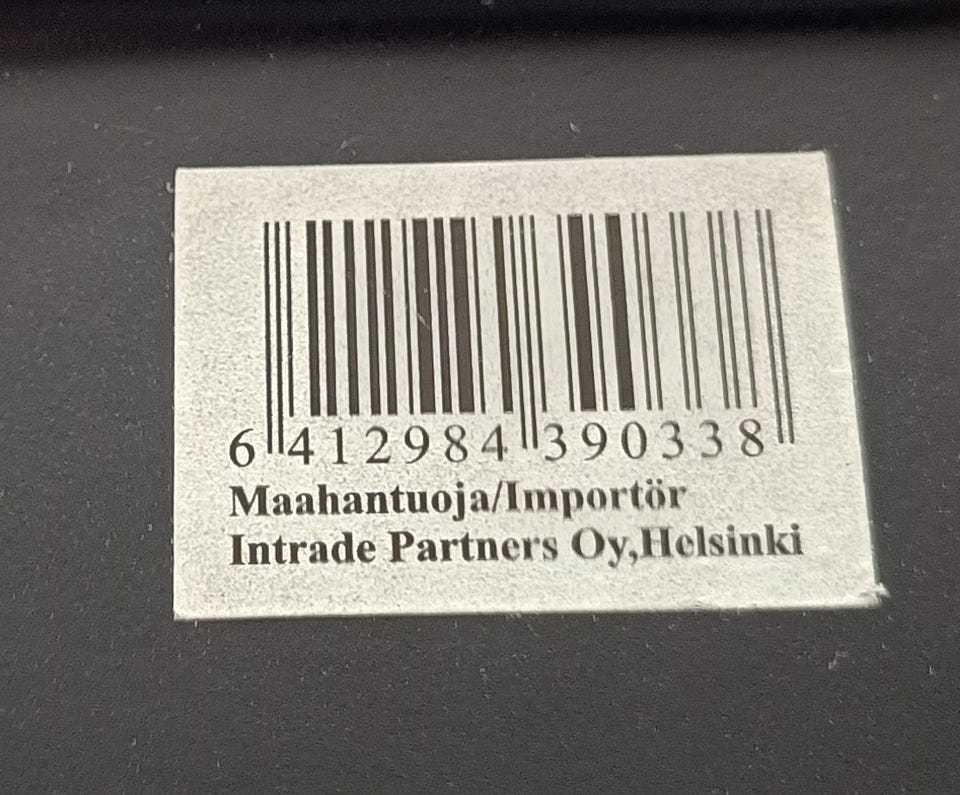 6 412984 390338
Maahantuoja/Importör
Intrade Partners Oy,Helsinki